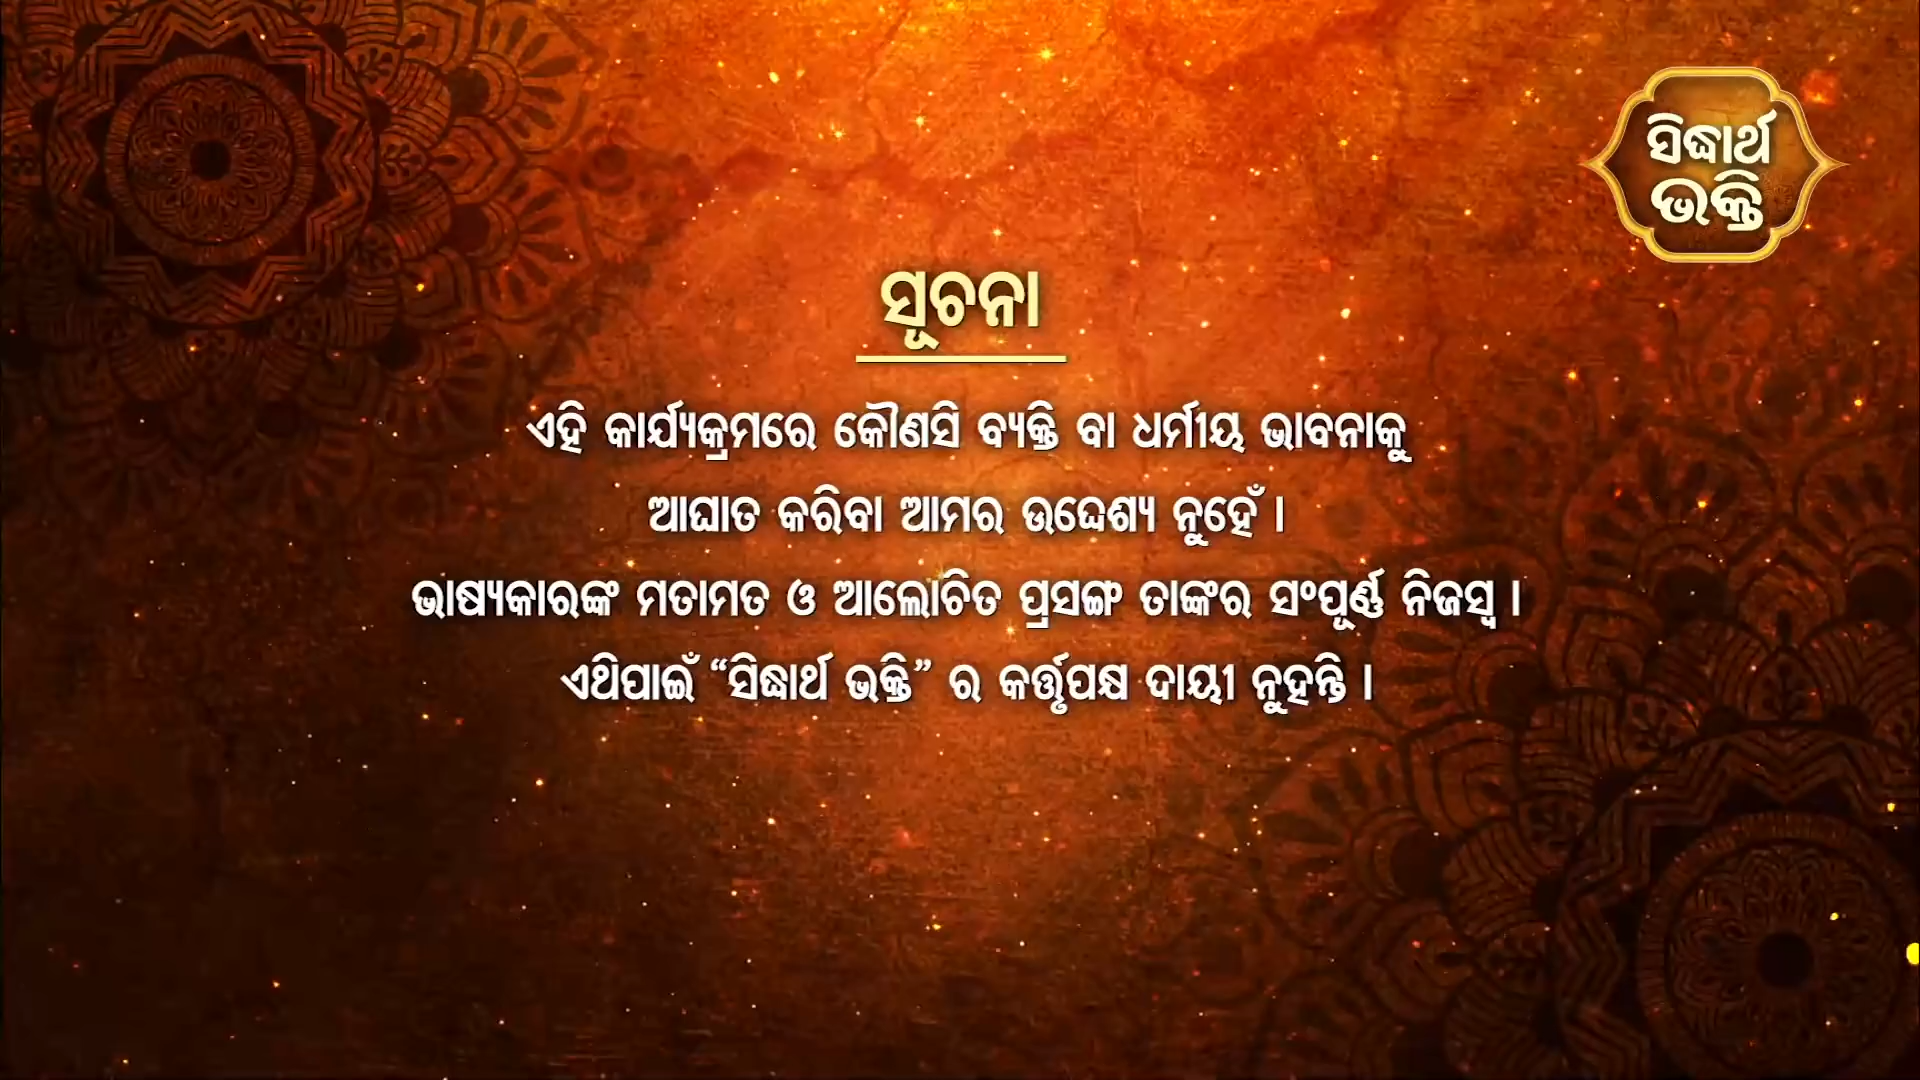 ସିଦ୍ଧାର୍ଥ
ଭକ୍ତି
ସୂଚନା
ଏହି କାର୍ଯ୍ୟକ୍ରମରେ କୌଣସି ବ୍ୟକ୍ତି ବା ଧର୍ମୀୟ ଭାବନାକୁ
ଆଘାତ କରିବା ଆମର ଉଦ୍ଦେଶ୍ୟ ନୁହେଁ ।
ଭାଷ୍ୟକାରଙ୍କ ମତାମତ ଓ ଆଲୋଚିତ ପ୍ରସଙ୍ଗ ତାଙ୍କର ସଂପୂର୍ଣ୍ଣ ନିଜସ୍ୱ ।
ଏଥିପାଇଁ “ସିଦ୍ଧାର୍ଥ ଭକ୍ତି” ର କର୍ତ୍ତୃପକ୍ଷ ଦାୟୀ ନୁହନ୍ତି ।